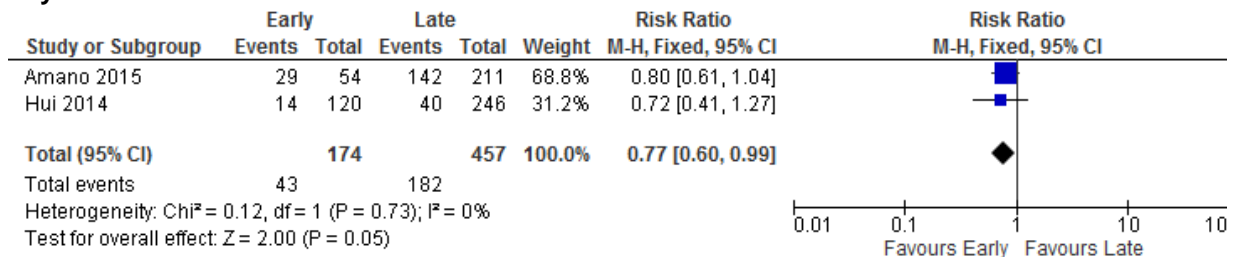 Early Late Risk Ratio Risk Ratio
Study or Subgroup Events Total Events Total Weight M-H, Fixed, 95% CI M-H, Fixed, 95% CI
Amano 2015 29 54 142 211 68.8% 0.80 [0.61, 1.04]
Hui 2014 14 120 40 246 31.2% 0.72 [0.41, 1.27]
Total (95% CI) 174 457 100.0% 0.77 [0.60, 0.99]
Total events 43 182
Heterogeneity: Chi² = 0.12, df = 1 (P = 0.73); I² = 0%
Test for overall effect: Z = 2.00 (P = 0.05)
0.01 0.1 1 10 10
Favours Early Favours Late